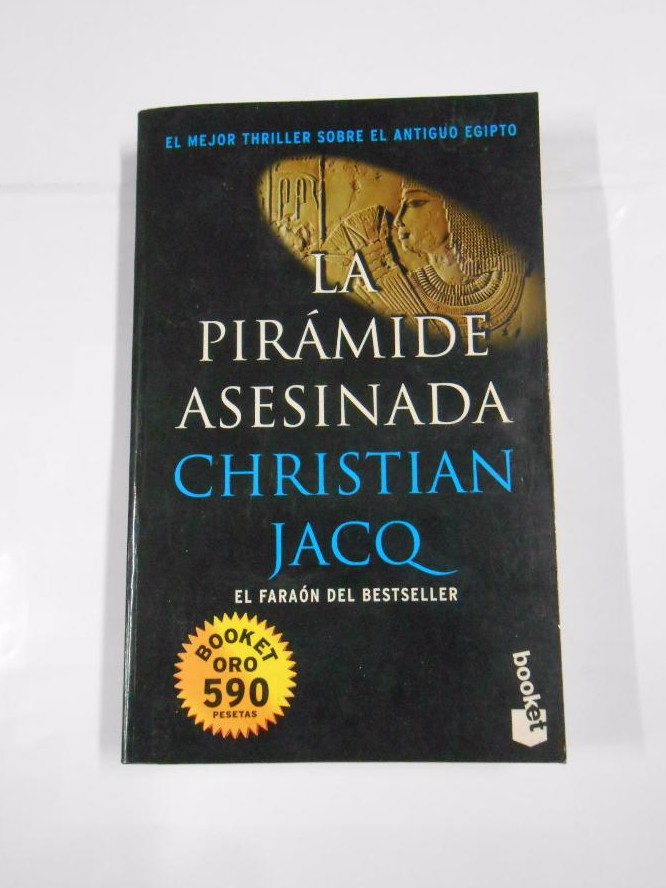 EL MEJOR THRILLER SOBRE EL ANTIGUO EGIPTO
LA
PIRÁMIDE
ASESINADA
CHRISTIAN
JACQ
EL FARAÓN DEL BESTSELLER
BOOKET
ORO
590
PESETAS
booket